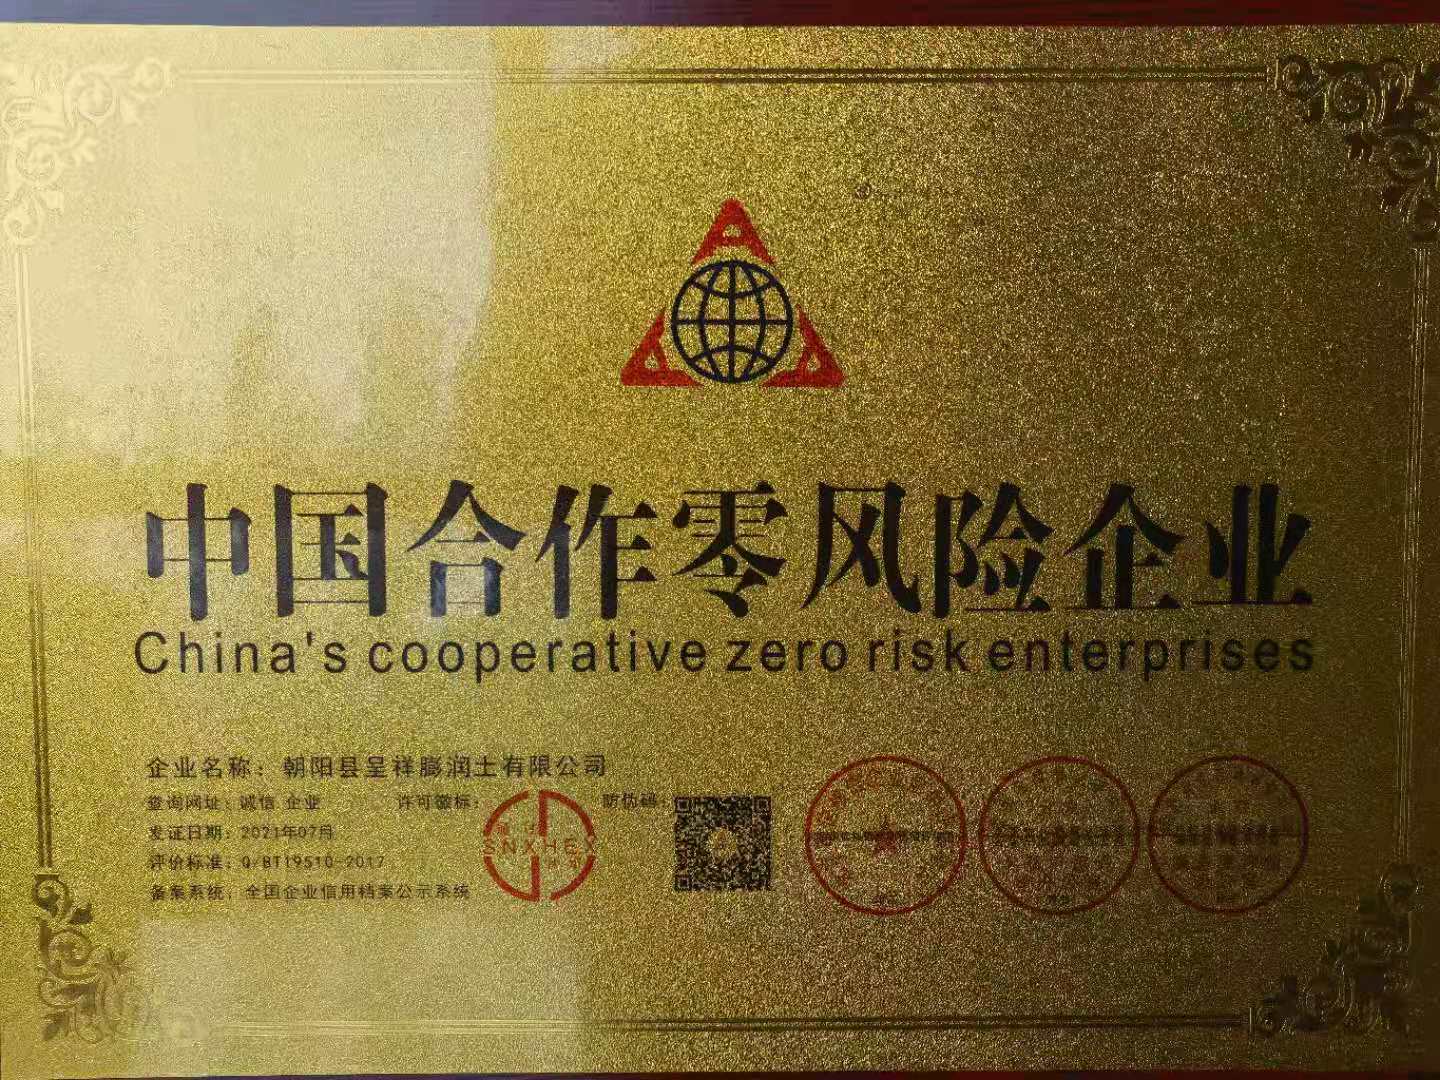 中国合作零风险企业
China's cooperative zero risk enterprises
企业名称：朝阳县呈祥膨润土有限公司
查询网址：诚信 企业
许可徽标：
SNXHEX
防伪码：
发证日期：2021年07月
评价标准：Q/BT19510-2017
备案系统：全国企业信用档案公示系统